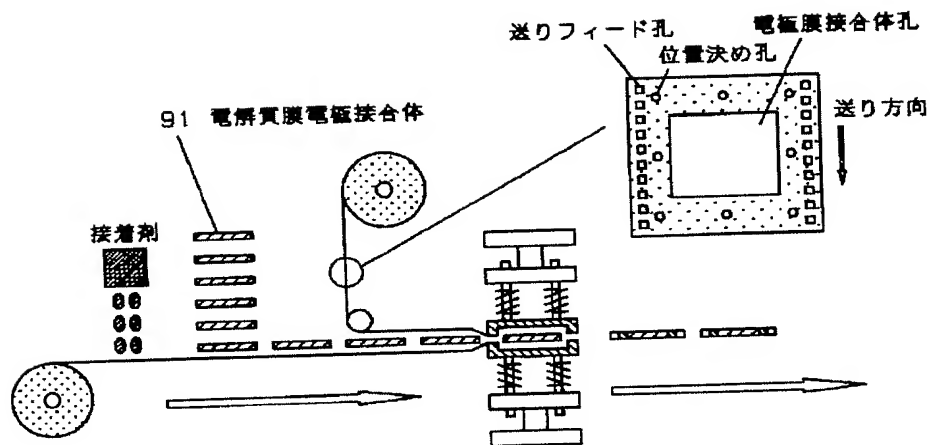 電極膜接合体孔
送りフィード孔
位置決め孔
送り方向
91 電解質膜電極接合体
接着剤